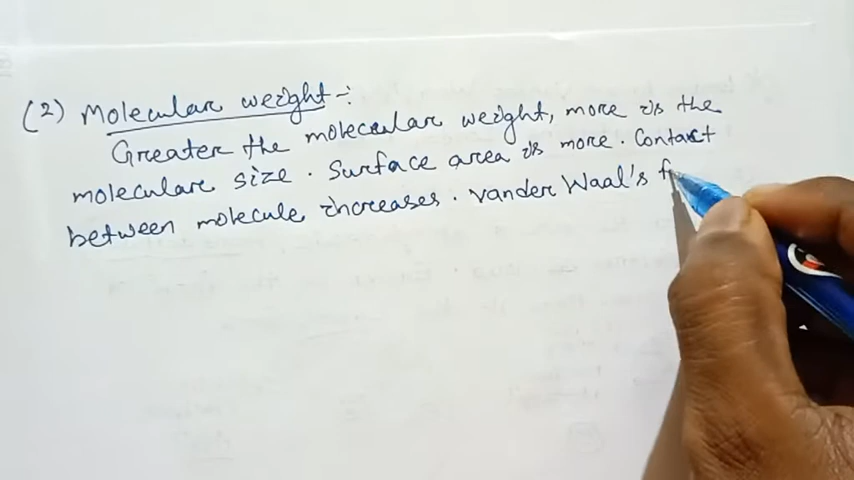 (2) Molecular weight -:
Greater the molecular weight, more is the
molecular size. Surface area is more. Contact
between molecule increases. Vander Waal's f